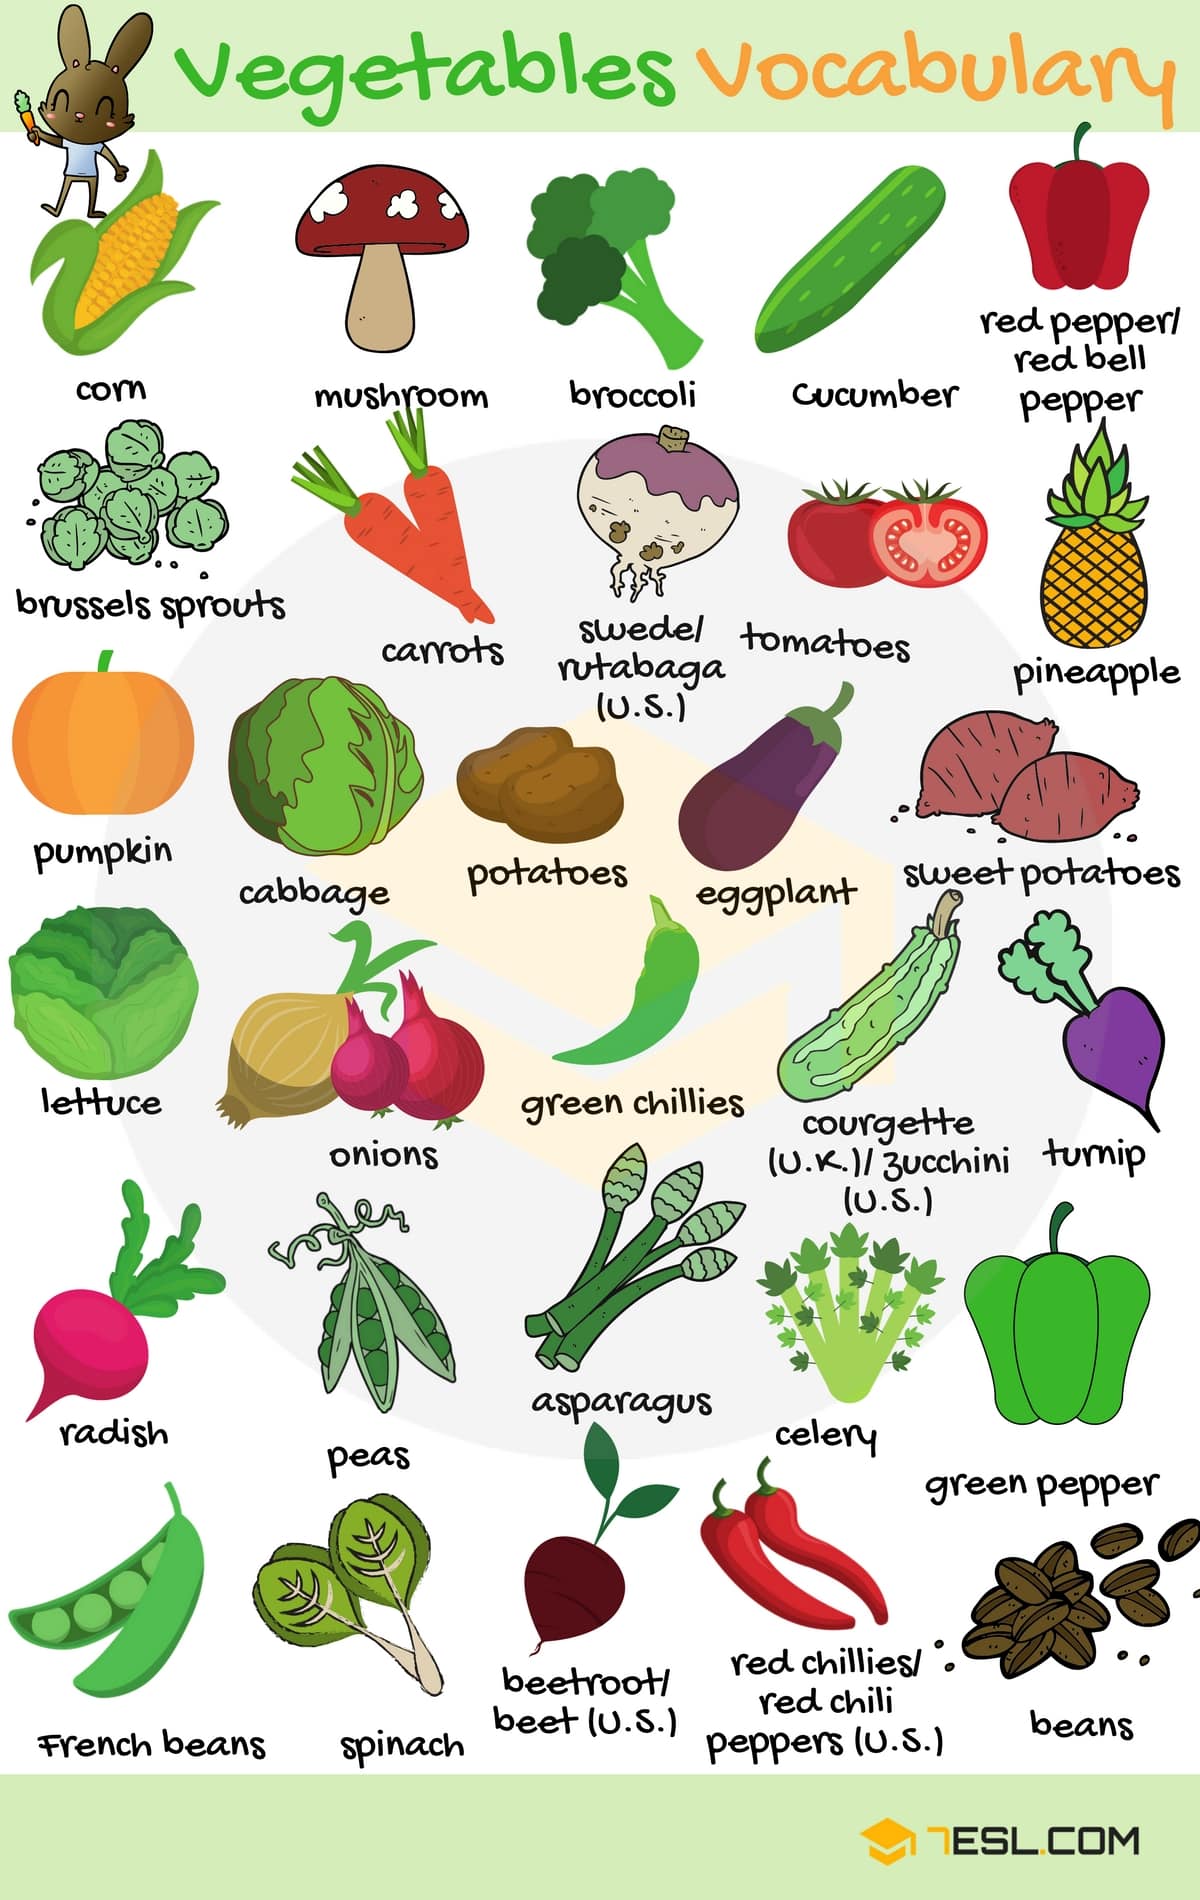 Vegetables Vocabulary
corn
mushroom
broccoli
cucumber
red pepper/
red bell
pepper
brussels sprouts
carrots
swede/
rutabaga
(U.S.)
tomatoes
pineapple
pumpkin
cabbage
potatoes
eggplant
sweet potatoes
lettuce
onions
green chillies
courgette
(U.K.)/ zucchini
(U.S.)
turnip
radish
peas
asparagus
celery
green pepper
French beans
spinach
beetroot/
beet (U.S.)
red chillies/
red chili
peppers (U.S.)
beans
7ESL.COM